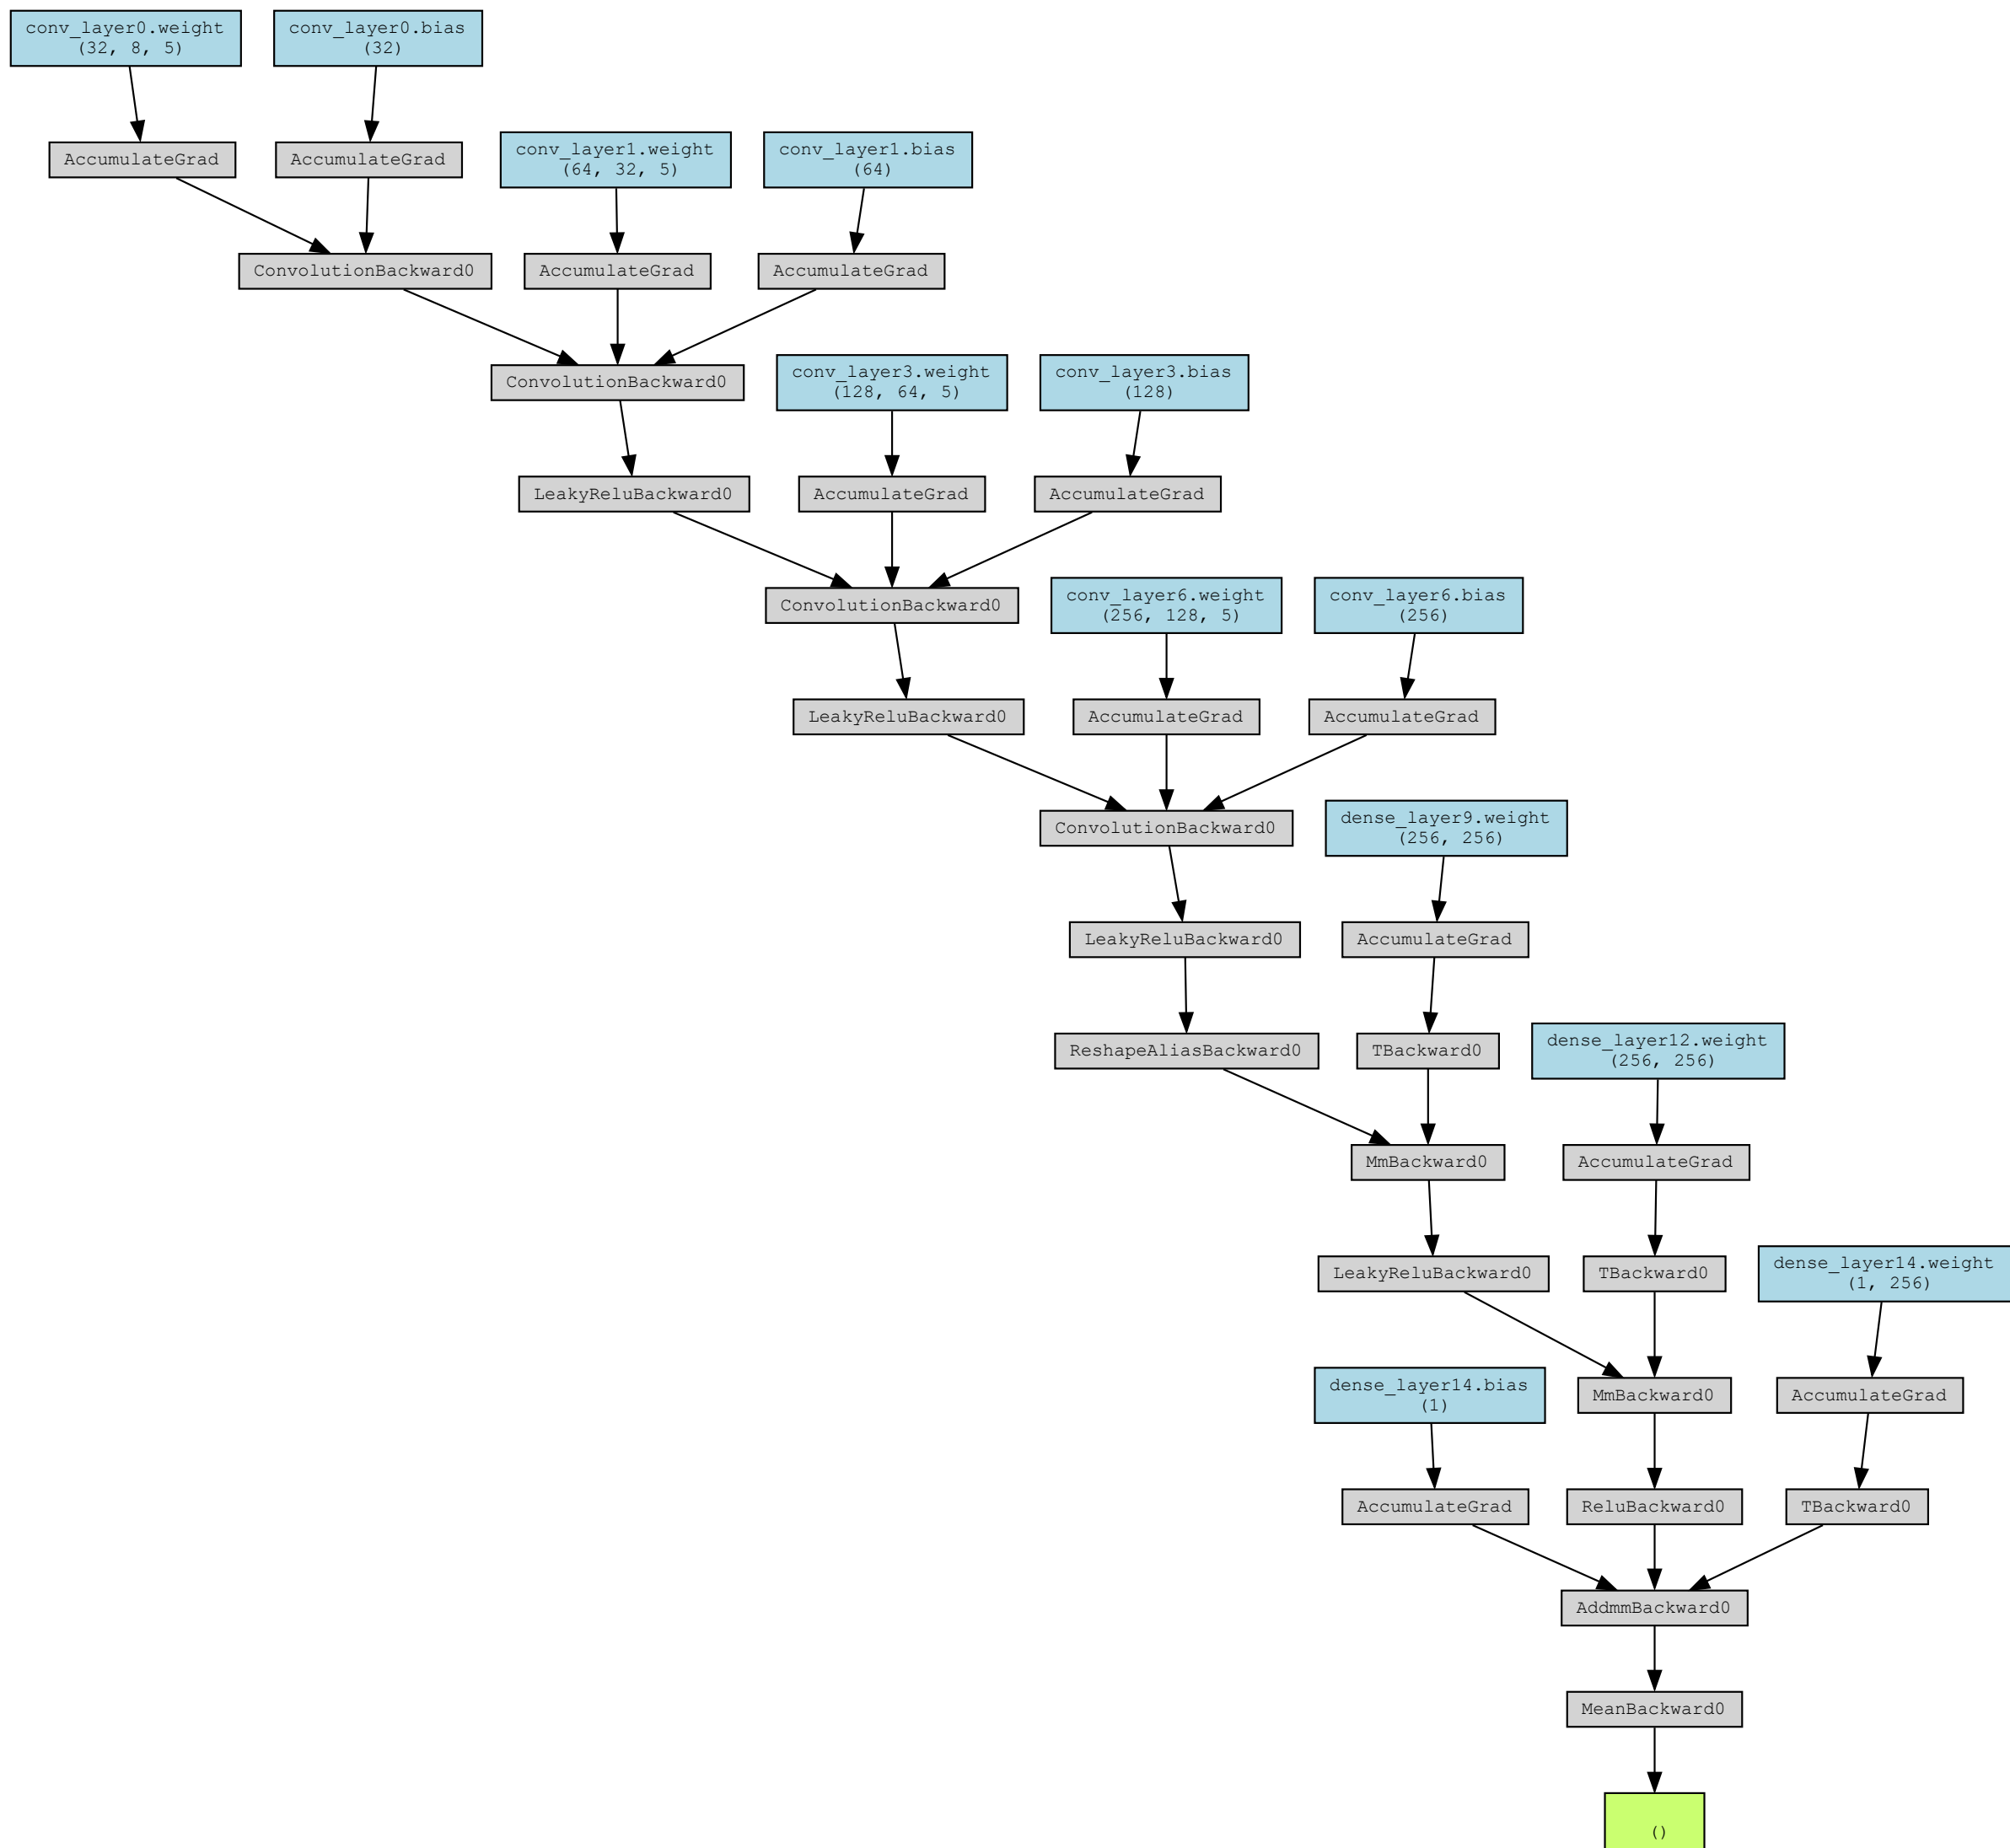 conv_layer0.weight
(32, 8, 5)
conv_layer0.bias
(32)
AccumulateGrad
AccumulateGrad
conv_layer1.weight
(64, 32, 5)
conv_layer1.bias
(64)
ConvolutionBackward0
AccumulateGrad
AccumulateGrad
ConvolutionBackward0
conv_layer3.weight
(128, 64, 5)
conv_layer3.bias
(128)
LeakyReluBackward0
AccumulateGrad
AccumulateGrad
ConvolutionBackward0
conv_layer6.weight
(256, 128, 5)
conv_layer6.bias
(256)
LeakyReluBackward0
AccumulateGrad
AccumulateGrad
ConvolutionBackward0
dense_layer9.weight
(256, 256)
LeakyReluBackward0
AccumulateGrad
ReshapeAliasBackward0
TBackward0
dense_layer12.weight
(256, 256)
MmBackward0
AccumulateGrad
LeakyReluBackward0
TBackward0
dense_layer14.weight
(1, 256)
dense_layer14.bias
(1)
MmBackward0
AccumulateGrad
AccumulateGrad
ReluBackward0
TBackward0
AddmmBackward0
MeanBackward0
()